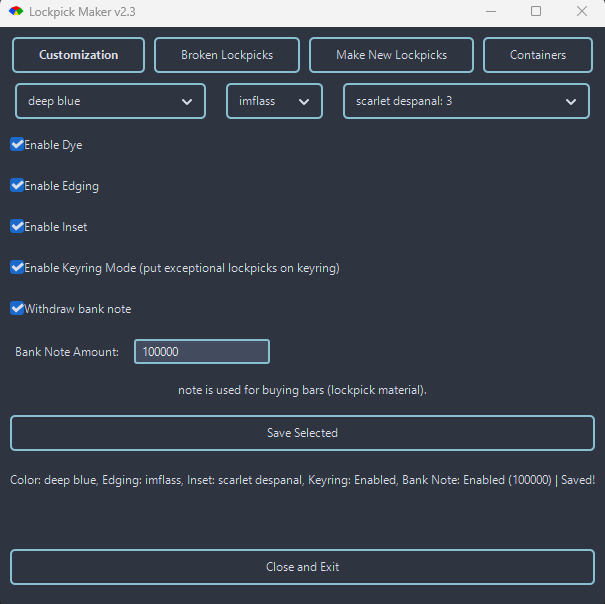 Lockpick Maker v2.3
Customization Broken Lockpicks Make New Lockpicks Containers
deep blue imflass scarlet despanal: 3
Enable Dye
Enable Edging
Enable Inset
Enable Keyring Mode (put exceptional lockpicks on keyring)
Withdraw bank note
Bank Note Amount: 100000
note is used for buying bars (lockpick material).
Save Selected
Color: deep blue, Edging: imflass, Inset: scarlet despanal, Keyring: Enabled, Bank Note: Enabled (100000) | Saved!
Close and Exit